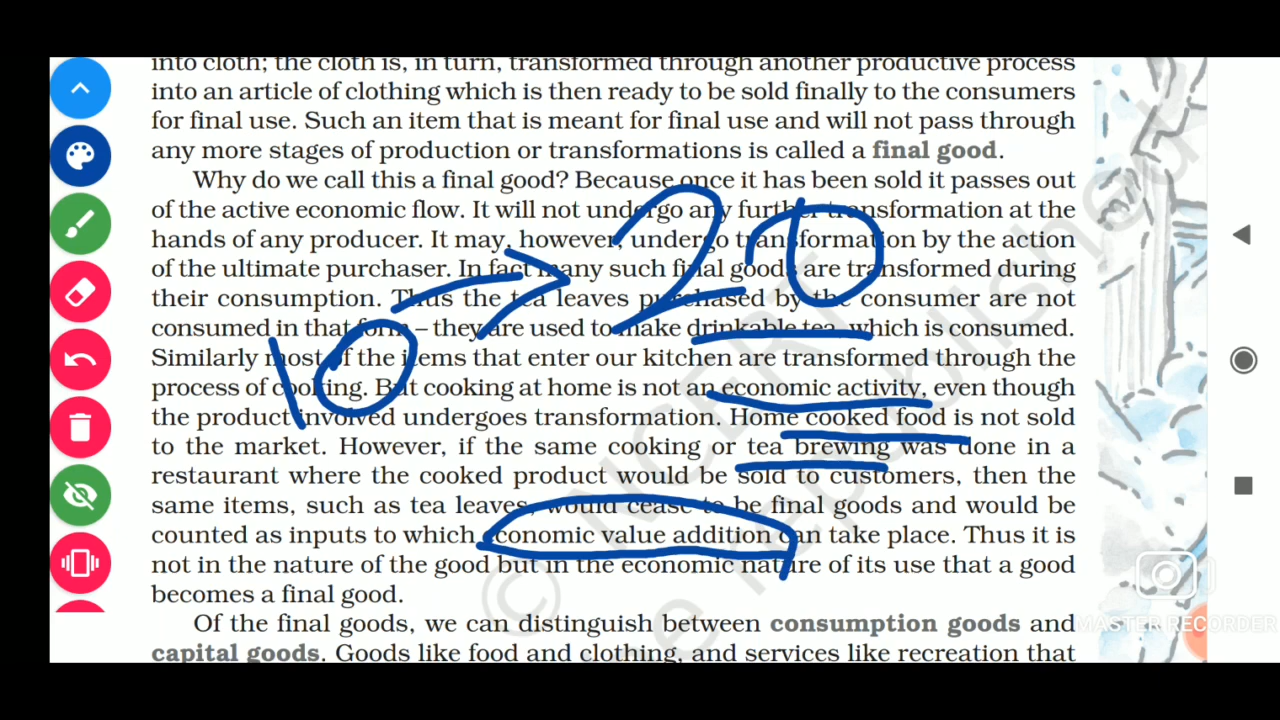 into cloth; the cloth is, in turn, transformed through another productive process
into an article of clothing which is then ready to be sold finally to the consumers
for final use. Such an item that is meant for final use and will not pass through
any more stages of production or transformations is called a final good.
Why do we call this a final good? Because once it has been sold it passes out
of the active economic flow. It will not undergo any further transformation at the
hands of any producer. It may, however, undergo transformation by the action
of the ultimate purchaser. In fact many such final goods are transformed during
their consumption. Thus the tea leaves purchased by the consumer are not
consumed in that form – they are used to make drinkable tea, which is consumed.
Similarly most of the items that enter our kitchen are transformed through the
process of cooking. But cooking at home is not an economic activity, even though
the product involved undergoes transformation. Home cooked food is not sold
to the market. However, if the same cooking or tea brewing was done in a
restaurant where the cooked product would be sold to customers, then the
same items, such as tea leaves, would cease to be final goods and would be
counted as inputs to which economic value addition can take place. Thus it is
not in the nature of the good but in the economic nature of its use that a good
becomes a final good.
Of the final goods, we can distinguish between consumption goods and
capital goods. Goods like food and clothing, and services like recreation that
10 → 20
© NCERT
republished
MASTER RECORDER